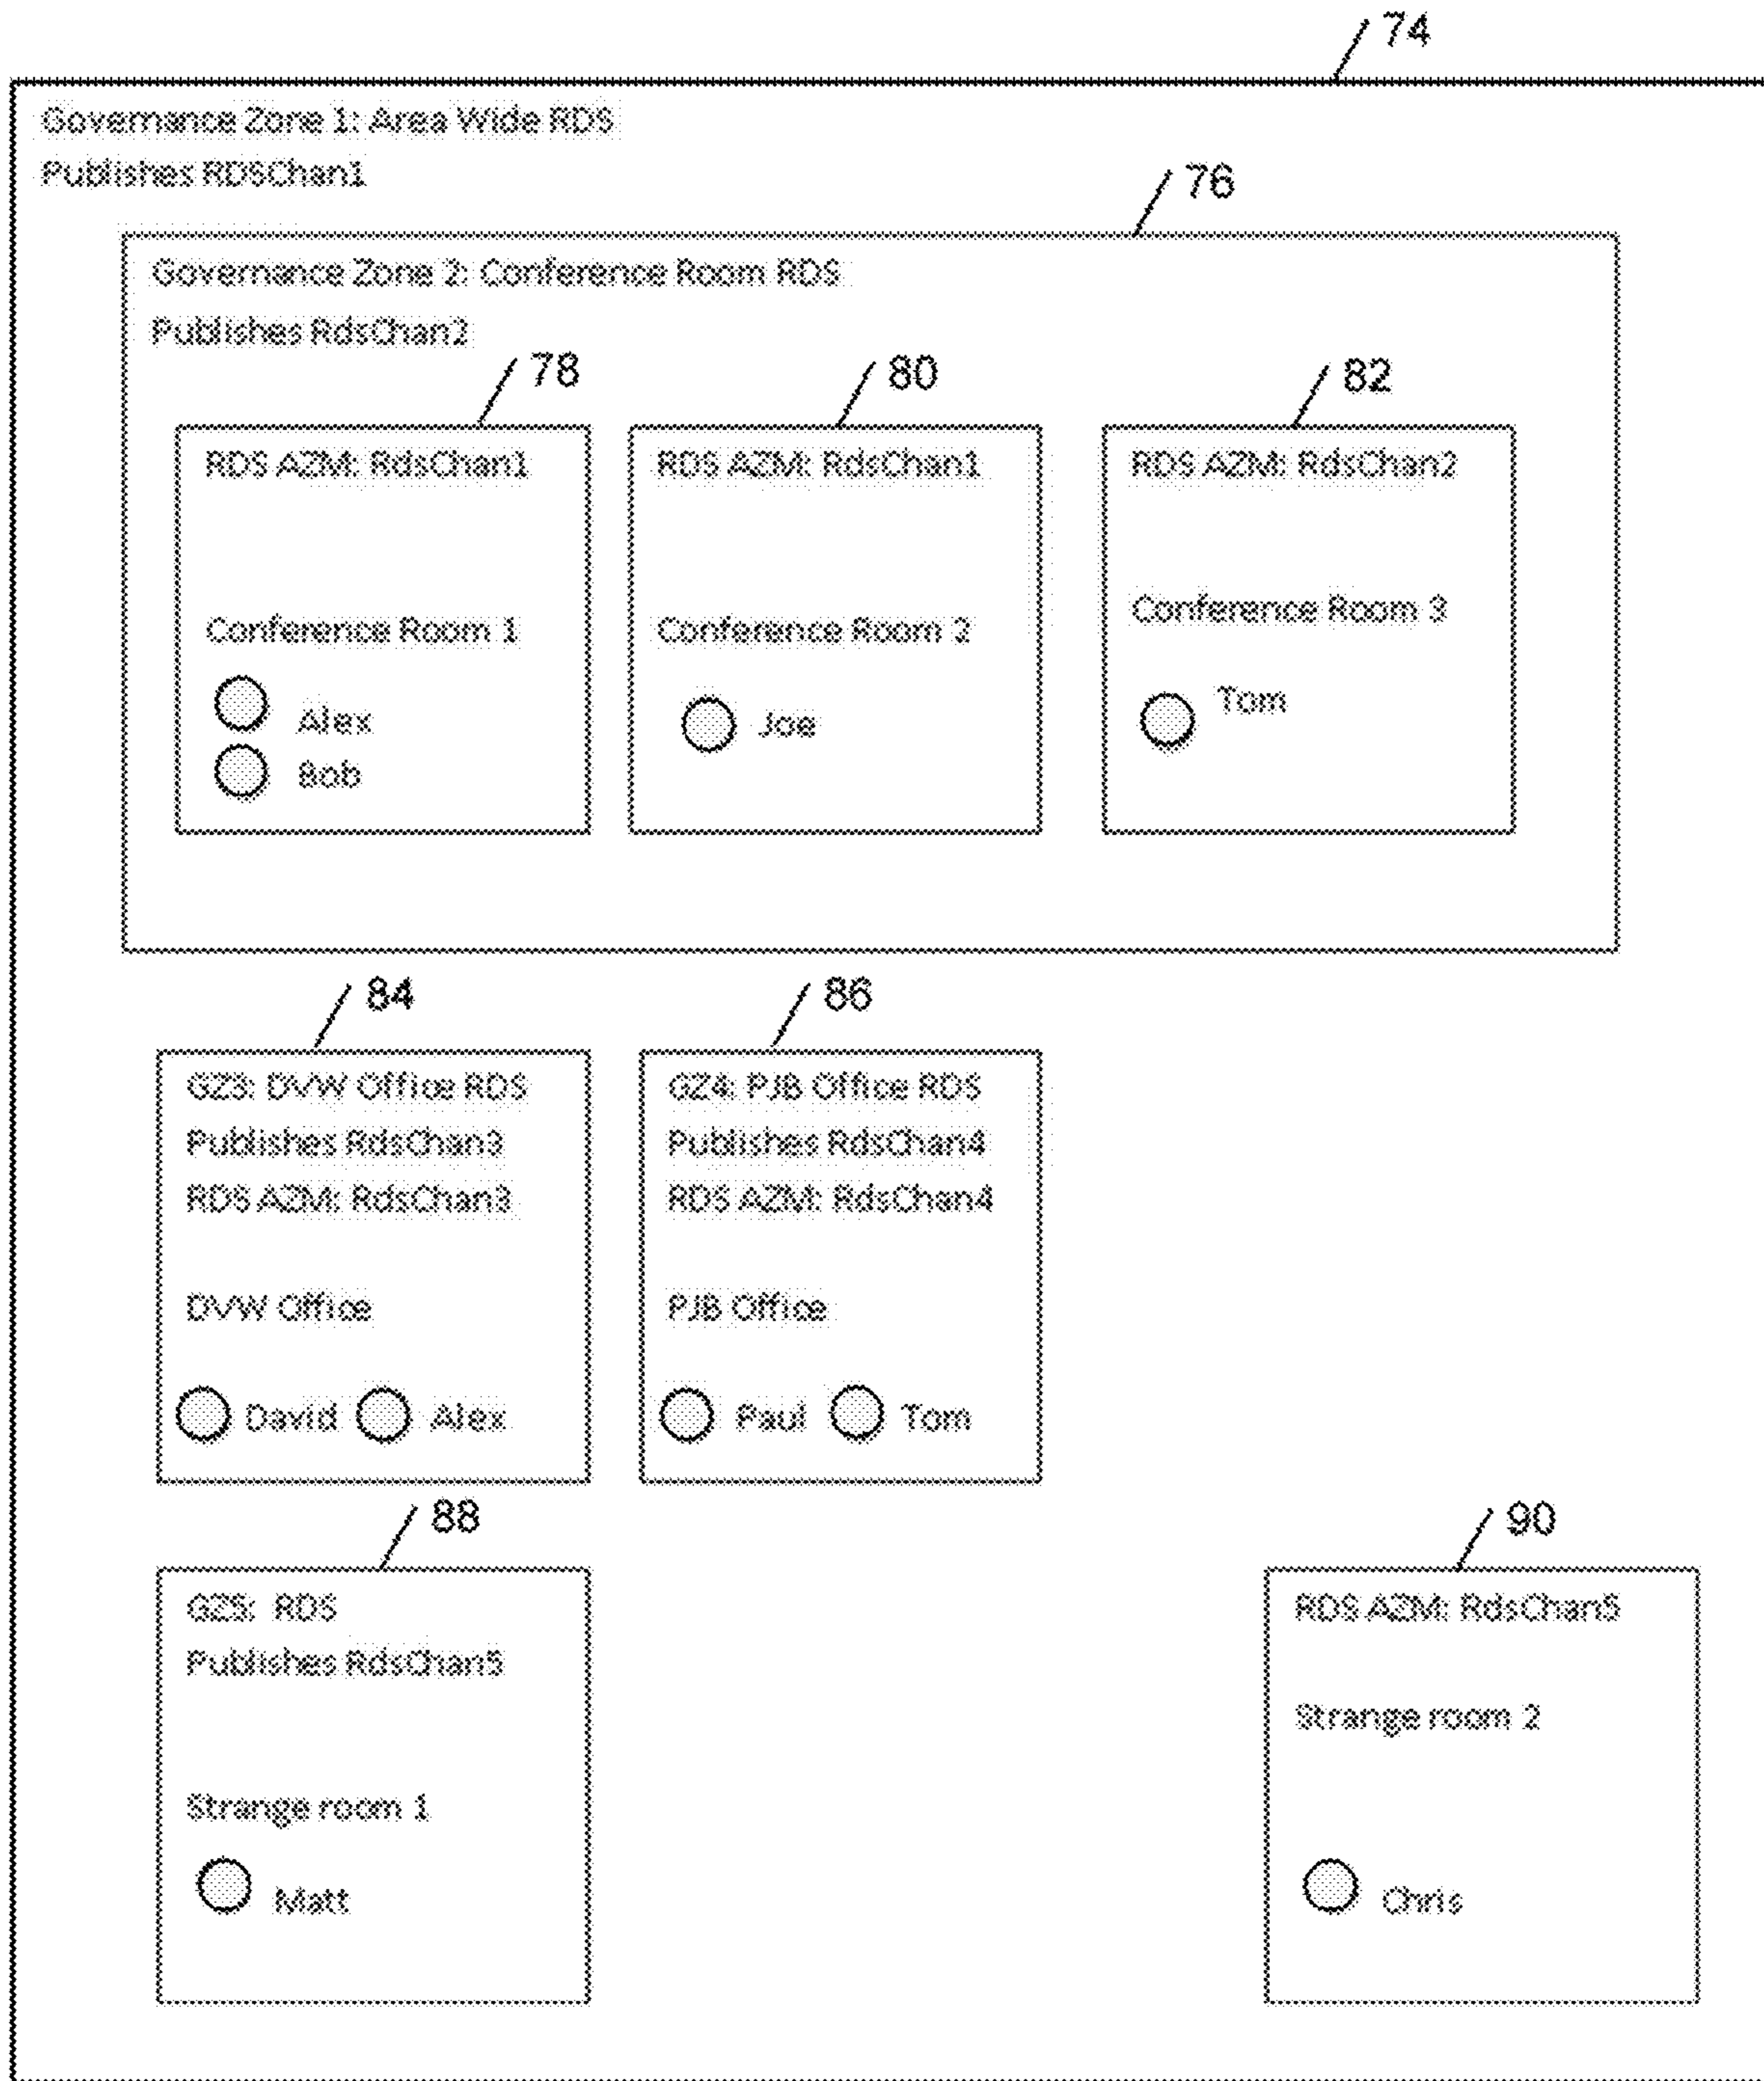 74
Governance Zone 1: Area Wide RDS
Publishes RDSChan1
76
Governance Zone 2: Conference Room RDS
Publishes RdsChan2
78
80
82
RDS AZM: RdsChan1
RDS AZM: RdsChan1
RDS AZM: RdsChan2
Conference Room 1
Conference Room 2
Conference Room 3
Alex
Bob
Joe
Tom
84
86
GZ3: DVW Office RDS
Publishes RdsChan3
RDS AZM: RdsChan3
DVW Office
David
Alex
GZ4: PJB Office RDS
Publishes RdsChan4
RDS AZM: RdsChan4
PJB Office
Paul
Tom
88
90
GZ5: RDS
Publishes RdsChan5
Strange room 1
Matt
RDS AZM: RdsChan5
Strange room 2
Chris